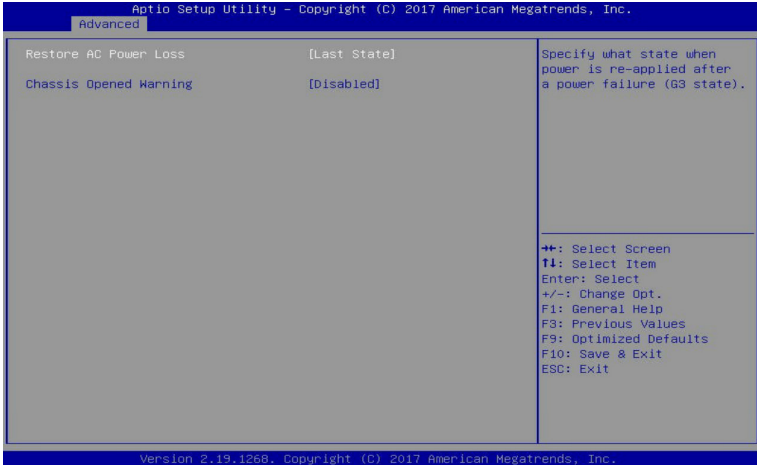 Aptio Setup Utility – Copyright (C) 2017 American Megatrends, Inc.
Advanced
Restore AC Power Loss [Last State]
Chassis Opened Warning [Disabled]
Specify what state when
power is re-applied after
a power failure (G3 state).
→←: Select Screen
↑↓: Select Item
Enter: Select
+/-: Change Opt.
F1: General Help
F3: Previous Values
F9: Optimized Defaults
F10: Save & Exit
ESC: Exit
Version 2.19.1268. Copyright (C) 2017 American Megatrends, Inc.